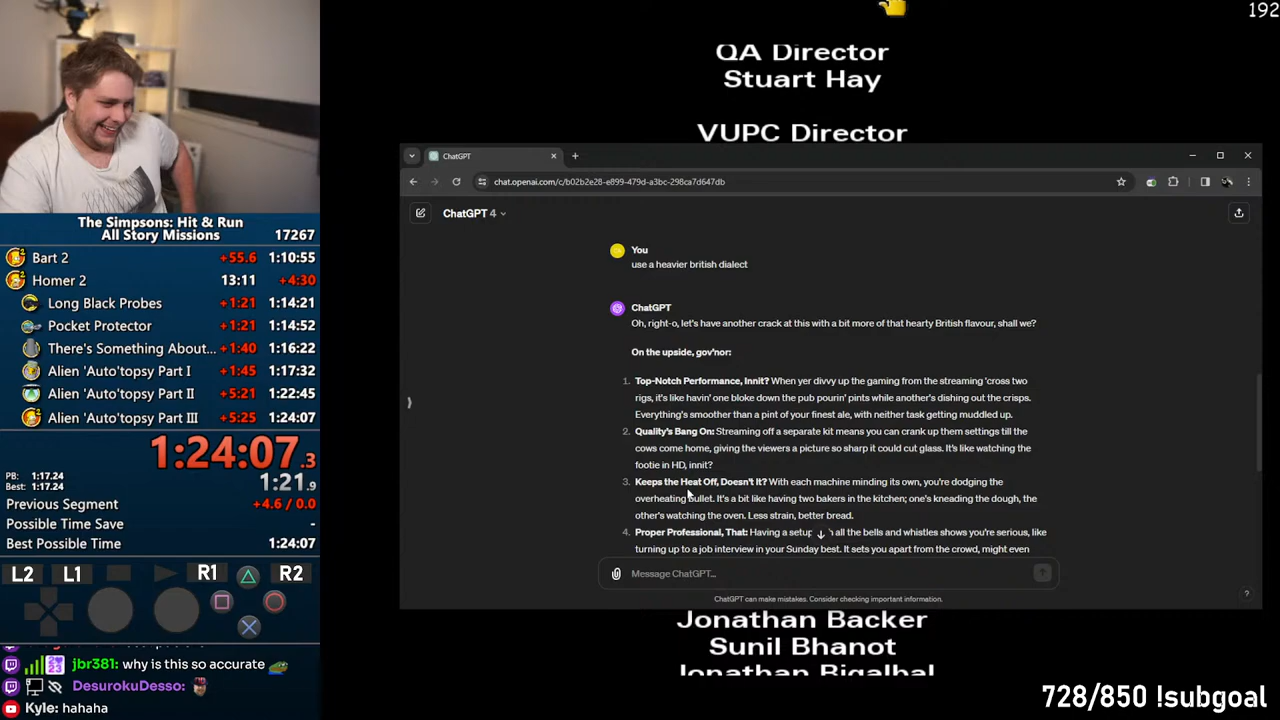 192
QA Director
Stuart Hay
VUPC Director
ChatGPT
chat.openai.com/c/b02b2e28-e899-479d-a3bc-298ca7d647db
ChatGPT 4
You
use a heavier british dialect
ChatGPT
Oh, right-o, let's have another crack at this with a bit more of that hearty British flavour, shall we?
On the upside, gov'nor:
1. Top-Notch Performance, Innit? When yer divvy up the gaming from the streaming 'cross two
rigs, it's like havin' one bloke down the pub pourin' pints while another's dishing out the crisps.
Everything's smoother than a pint of your finest ale, with neither task getting muddled up.
2. Quality's Bang On: Streaming off a separate kit means you can crank up them settings till the
cows come home, giving the viewers a picture so sharp it could cut glass. It's like watching the
footie in HD, innit?
3. Keeps the Heat Off, Doesn't It? With each machine minding its own, you're dodging the
overheating bullet. It's a bit like having two bakers in the kitchen; one's kneading the dough, the
other's watching the oven. Less strain, better bread.
4. Proper Professional, That: Having a setup all the bells and whistles shows you're serious, like
turning up to a job interview in your Sunday best. It sets you apart from the crowd, might even
Message ChatGPT...
ChatGPT can make mistakes. Consider checking important information.
?
Jonathan Backer
Sunil Bhanot
Jonathan Bigalbal
728/850 !subgoal
The Simpsons: Hit & Run
All Story Missions 17267
Bart 2 +55.6 1:10:55
Homer 2 13:11 +4:30
Long Black Probes +1:21 1:14:21
Pocket Protector +1:21 1:14:52
There's Something About... +1:40 1:16:22
Alien 'Auto'topsy Part I +1:45 1:17:32
Alien 'Auto'topsy Part II +5:21 1:22:45
Alien 'Auto'topsy Part III +5:25 1:24:07
1:24:07.3
PB: 1:17.24
Best: 1:17.24
1:21.9
Previous Segment +4.6 / 0.0
Possible Time Save -
Best Possible Time 1:24:07
L2 L1 R1 R2
jbr381: why is this so accurate
DesurokuDesso:
Kyle: hahaha